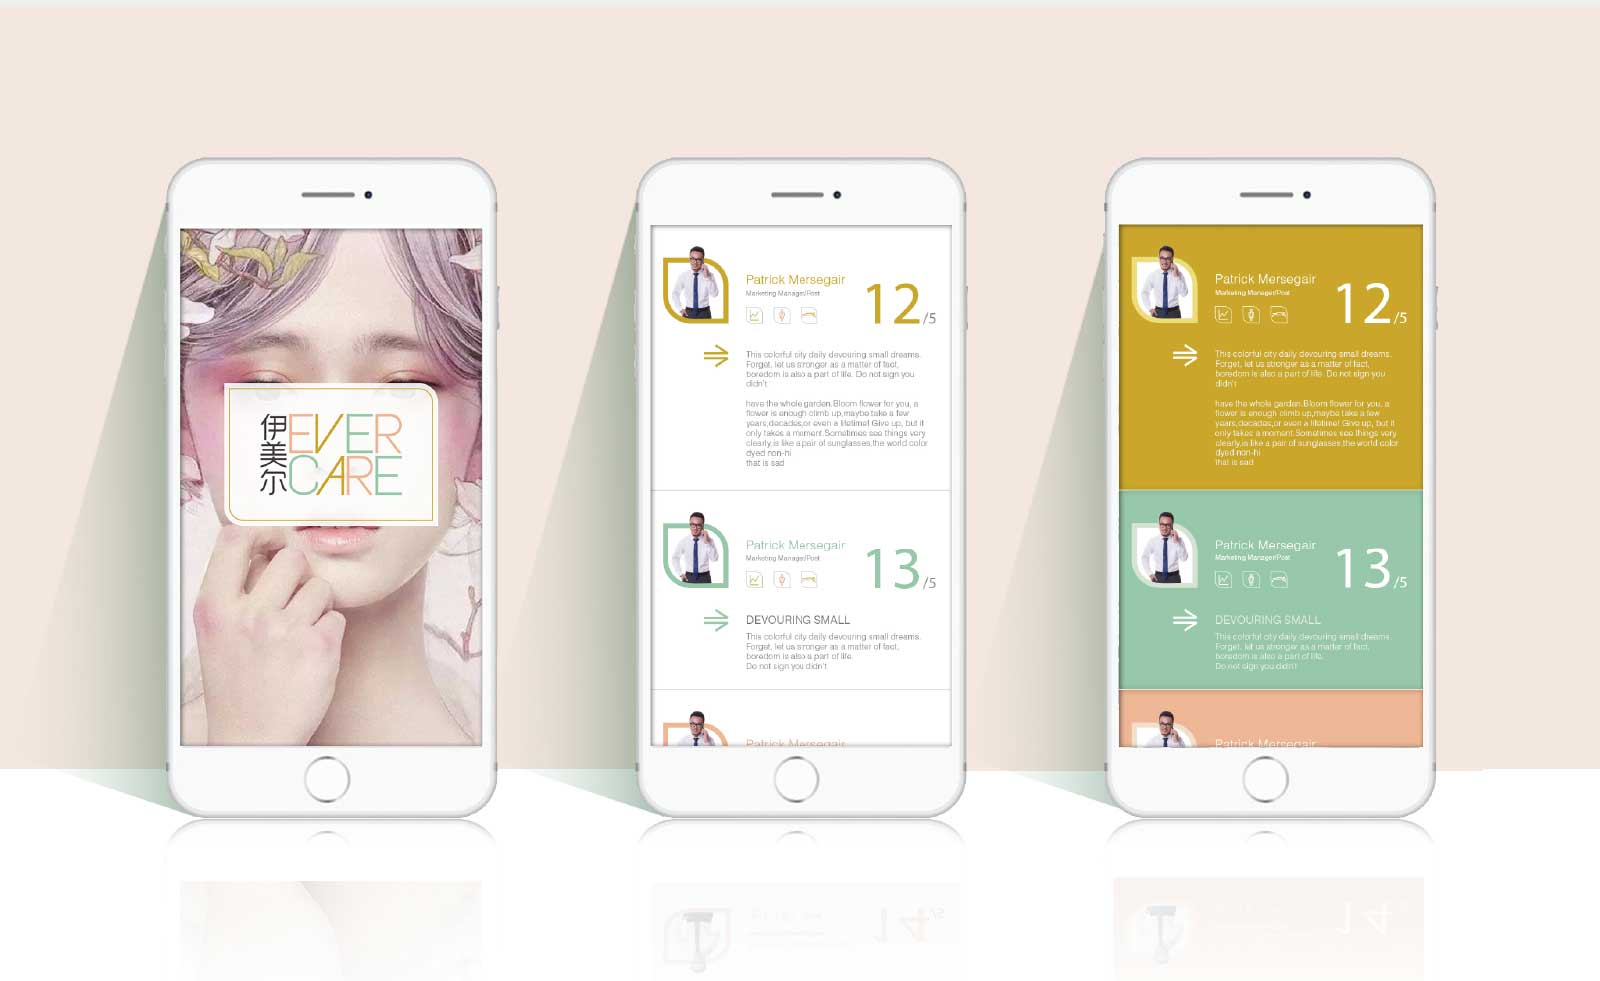 伊美尔
EVER
CARE
Patrick Mersegair
Marketing Manager/Post
12/5
This colorful city daily devouring small dreams.
Forget, let us stronger as a matter of fact,
boredom is also a part of life. Do not sign you
didn't
have the whole garden.Bloom flower for you, a
flower is enough climb up,maybe take a few
years,decades,or even a lifetime! Give up, but it
only takes a moment.Sometimes see things very
clearly,is like a pair of sunglasses,the world color
dyed non-hi
that is sad
Patrick Mersegair
Marketing Manager/Post
13/5
DEVOURING SMALL
This colorful city daily devouring small dreams.
Forget, let us stronger as a matter of fact,
boredom is also a part of life.
Do not sign you didn't
Patrick Mersegair
Patrick Mersegair
Marketing Manager/Post
12/5
This colorful city daily devouring small dreams.
Forget, let us stronger as a matter of fact,
boredom is also a part of life. Do not sign you
didn't
have the whole garden.Bloom flower for you, a
flower is enough climb up,maybe take a few
years,decades,or even a lifetime! Give up, but it
only takes a moment.Sometimes see things very
clearly,is like a pair of sunglasses,the world color
dyed non-hi
that is sad
Patrick Mersegair
Marketing Manager/Post
13/5
DEVOURING SMALL
This colorful city daily devouring small dreams.
Forget, let us stronger as a matter of fact,
boredom is also a part of life.
Do not sign you didn't
Patrick Mersegair
14/5
14